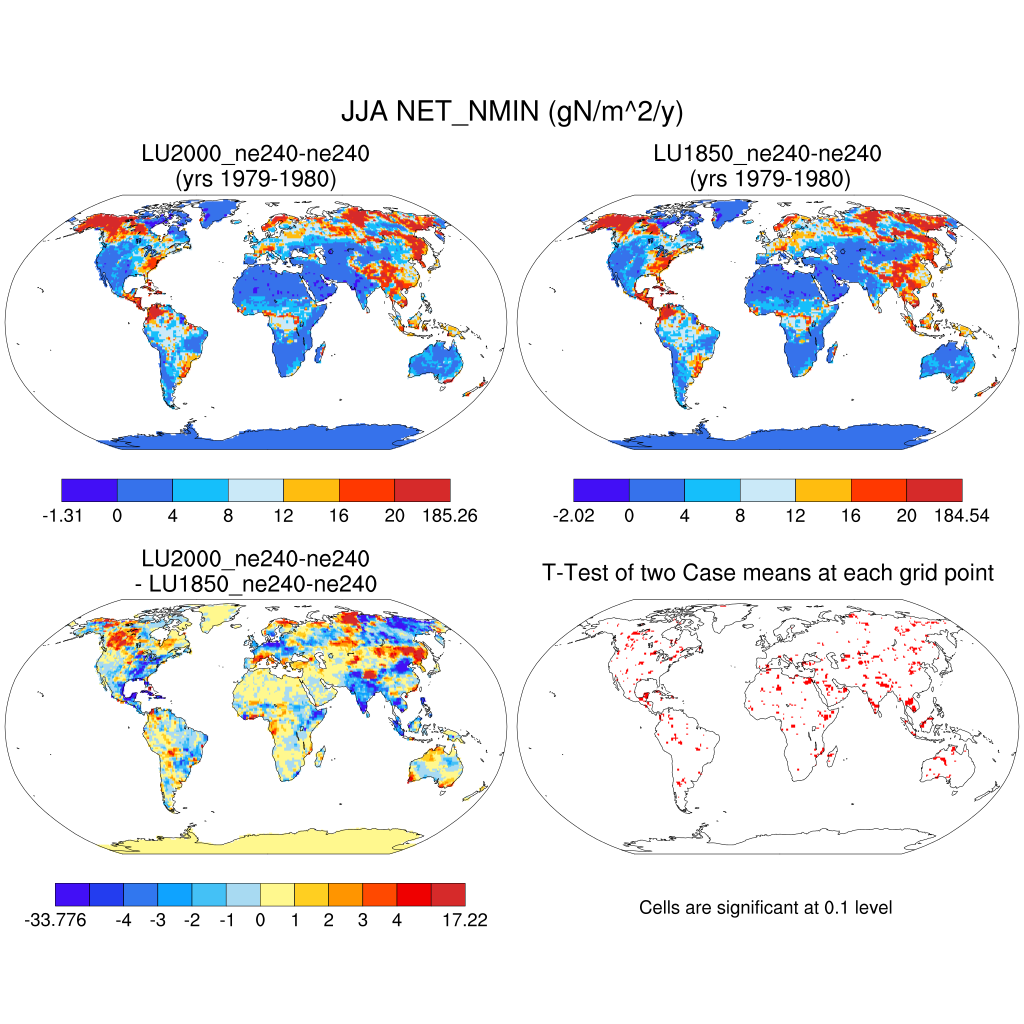 JJA NET_NMIN (gN/m^2/y)
LU2000_ne240-ne240
(yrs 1979-1980)
LU1850_ne240-ne240
(yrs 1979-1980)
-1.31 0 4 8 12 16 20 185.26
-2.02 0 4 8 12 16 20 184.54
LU2000_ne240-ne240
- LU1850_ne240-ne240
T-Test of two Case means at each grid point
-33.776 -4 -3 -2 -1 0 1 2 3 4 17.22
Cells are significant at 0.1 level